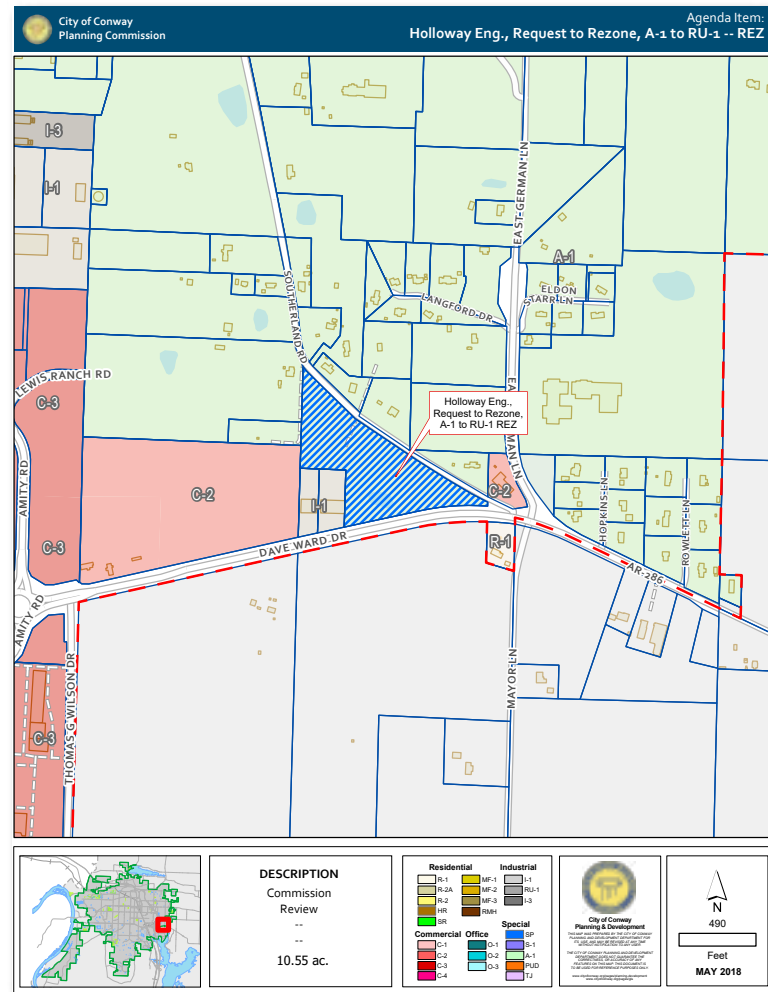 City of Conway
Planning Commission
Agenda Item:
Holloway Eng., Request to Rezone, A-1 to RU-1 -- REZ
I-3
I-1
EAST GERMAN LN
A-1
SOUTHERLAND RD
LANGFORD DR
ELDON
STARR LN
LEWIS RANCH RD
C-3
Holloway Eng.,
Request to Rezone,
A-1 to RU-1 REZ
AMITY RD
C-2
I-1
C-2
HOPKINS LN
C-3
DAVE WARD DR
R-1
AR-286
AMITY RD
MAYOR LN
THOMAS G WILSON DR
C-3
DESCRIPTION
Commission
Review
--
--
10.55 ac.
Residential
R-1
R-2A
R-2
HR
SR
MF-1
MF-2
MF-3
RMH
Industrial
I-1
RU-1
I-3
Commercial
C-1
C-2
C-3
C-4
Office
O-1
O-2
O-3
Special
SP
S-1
A-1
PUD
TJ
City of Conway
Planning & Development
N
490
Feet
MAY 2018